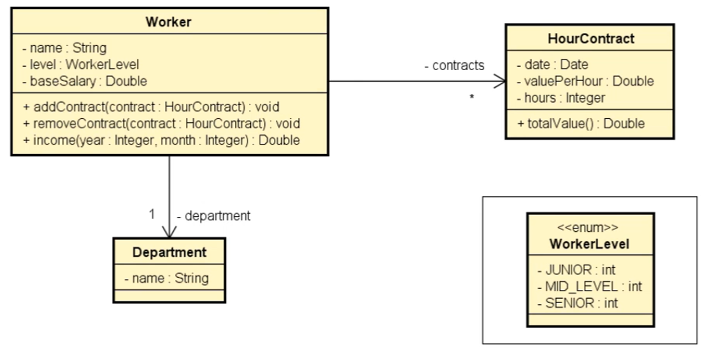 Worker
- name : String
- level : WorkerLevel
- baseSalary : Double
+ addContract(contract : HourContract) : void
+ removeContract(contract : HourContract) : void
+ income(year : Integer, month : Integer) : Double
- contracts
*
HourContract
- date : Date
- valuePerHour : Double
- hours : Integer
+ totalValue() : Double
1
- department
Department
- name : String
<<enum>>
WorkerLevel
- JUNIOR : int
- MID_LEVEL : int
- SENIOR : int